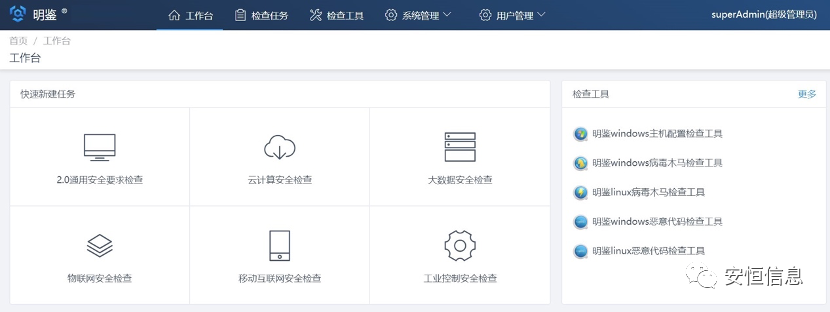 明鉴 ®
工作台
检查任务
检查工具
系统管理
用户管理
superAdmin(超级管理员)
首页 / 工作台
工作台
快速新建任务
2.0通用安全要求检查
云计算安全检查
大数据安全检查
物联网安全检查
移动互联网安全检查
工业控制安全检查
检查工具
更多
明鉴windows主机配置检查工具
明鉴windows病毒木马检查工具
明鉴linux病毒木马检查工具
明鉴windows恶意代码检查工具
明鉴linux恶意代码检查工具
安恒信息